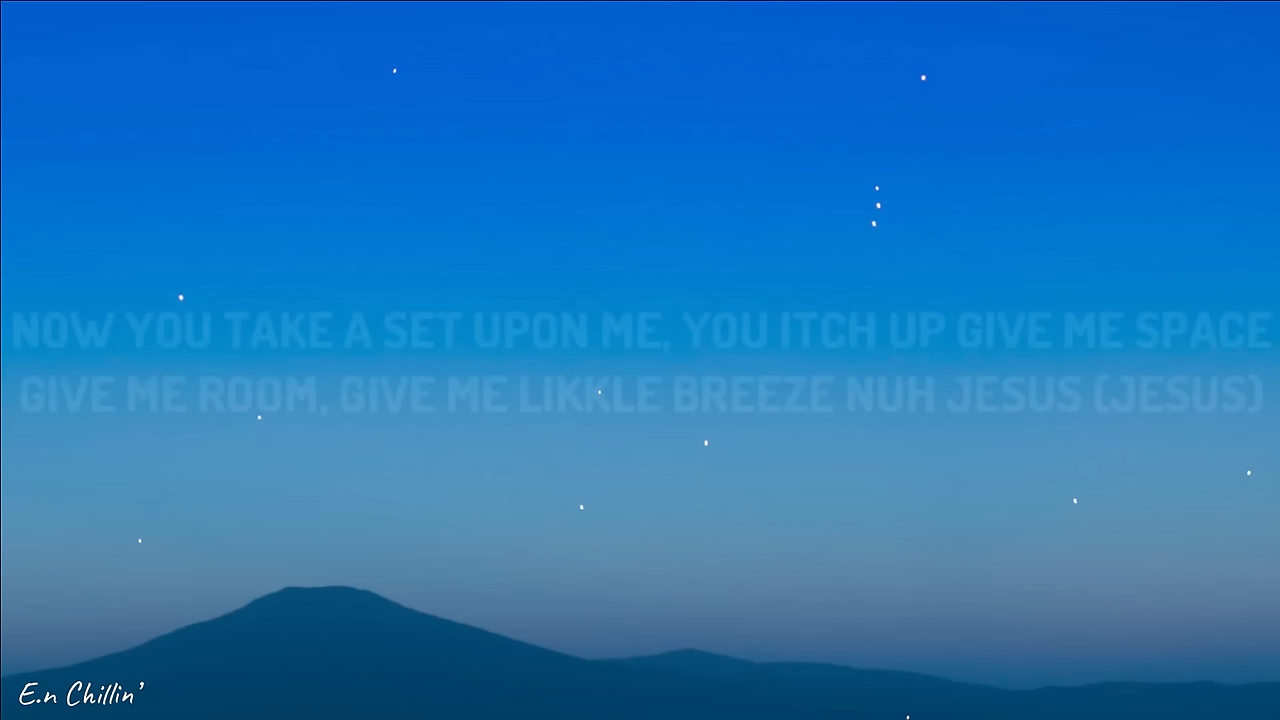 NOW YOU TAKE A SET UPON ME, YOU ITCH UP GIVE ME SPACE
GIVE ME ROOM, GIVE ME LIKKLE BREEZE NUH JESUS (JESUS)
E.n Chillin’